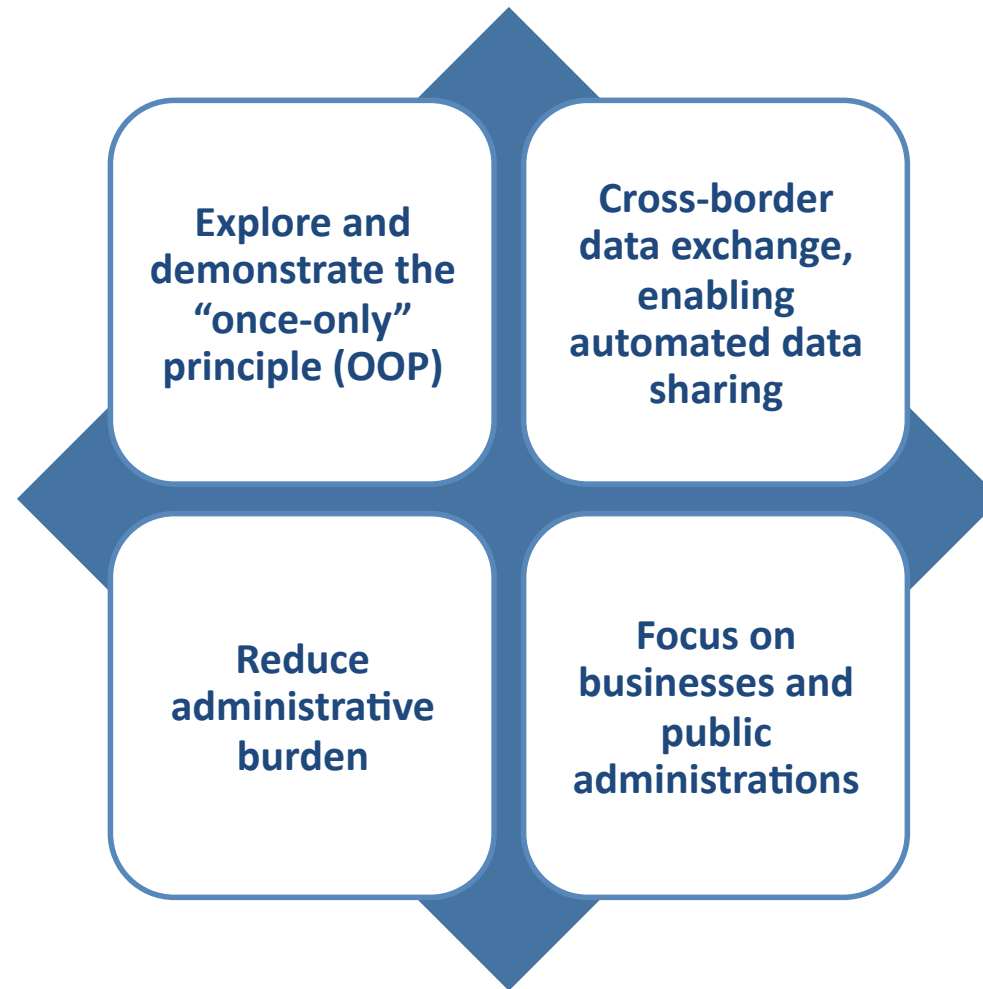 Explore and
demonstrate the
“once-only”
principle (OOP)
Cross-border
data exchange,
enabling
automated data
sharing
Reduce
administrative
burden
Focus on
businesses and
public
administrations